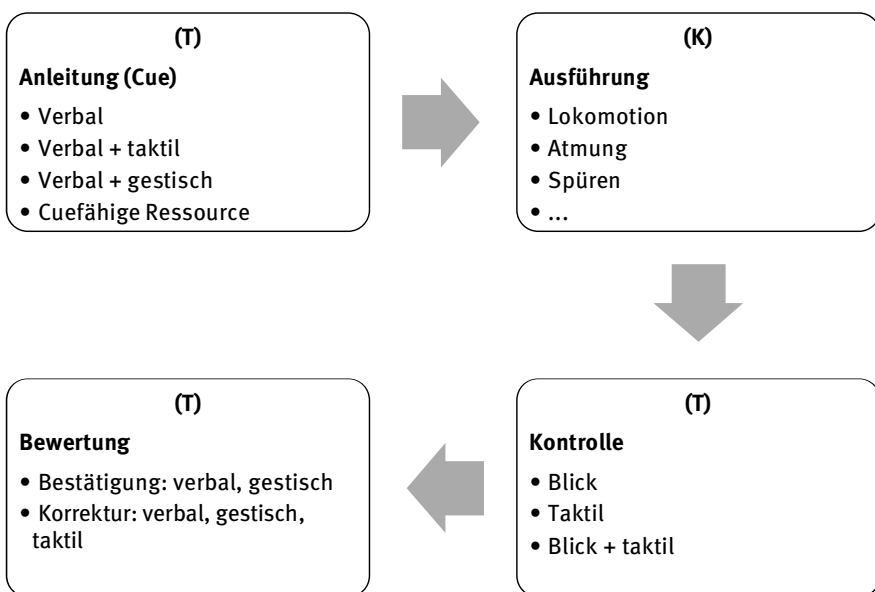 (T)
Anleitung (Cue)
• Verbal
• Verbal + taktil
• Verbal + gestisch
• Cuefähige Ressource
(K)
Ausführung
• Lokomotion
• Atmung
• Spüren
• ...
(T)
Kontrolle
• Blick
• Taktil
• Blick + taktil
(T)
Bewertung
• Bestätigung: verbal, gestisch
• Korrektur: verbal, gestisch,
taktil